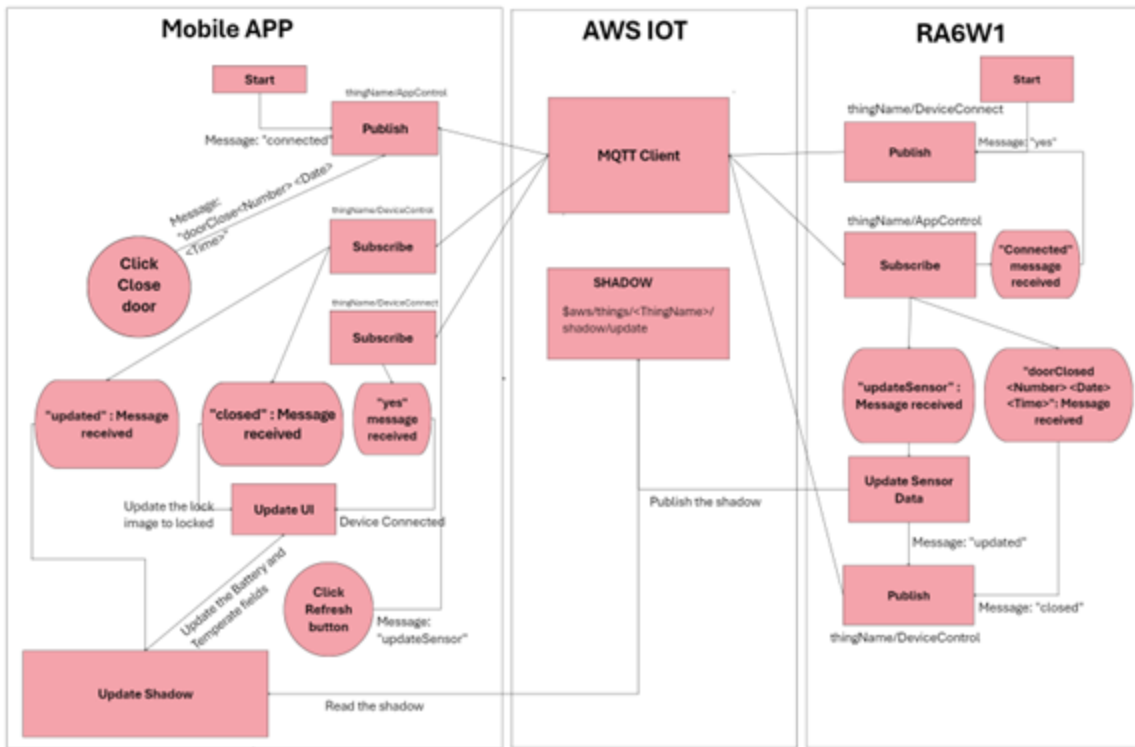 Mobile APP
Start
thingName/AppControl
Publish
Message: "connected"
Message:
"doorClose<Number> <Date>
<Time>"
Click
Close
door
thingName/DeviceControl
Subscribe
thingName/DeviceConnect
Subscribe
"updated" : Message
received
"closed" : Message
received
"yes"
message
received
Update the lock
image to locked
Update UI
Device Connected
Update the Battery and
Temperate fields
Click
Refresh
button
Message:
"updateSensor"
Update Shadow
Read the shadow
AWS IOT
MQTT Client
SHADOW
$aws/things/<ThingName>/
shadow/update
Publish the shadow
RA6W1
Start
thingName/DeviceConnect
Publish
Message: "yes"
thingName/AppControl
Subscribe
"Connected"
message
received
"updateSensor" :
Message received
"doorClosed
<Number> <Date>
<Time>": Message
received
Update Sensor
Data
Message: "updated"
Publish
Message: "closed"
thingName/DeviceControl